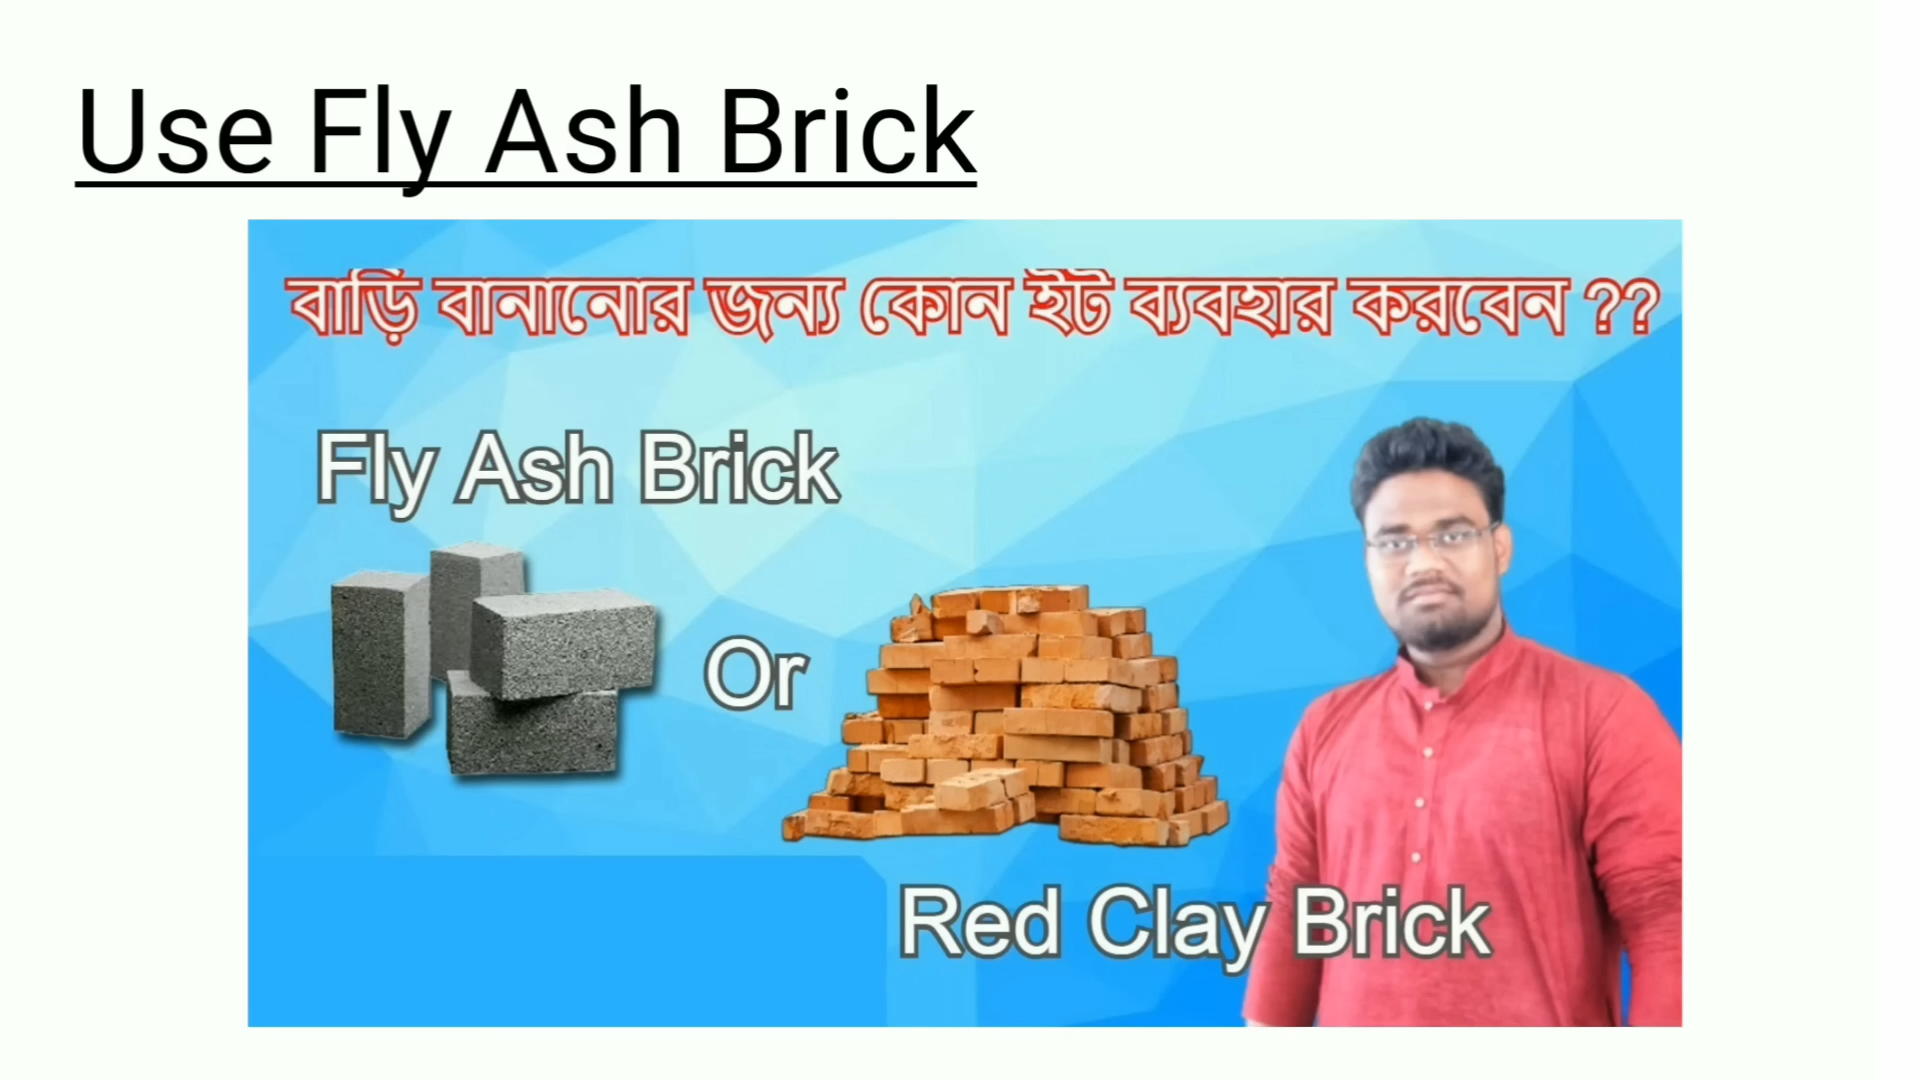 Use Fly Ash Brick
বাড়ি বানানোর জন্য কোন ইট ব্যবহার করবেন ??
Fly Ash Brick
Or
Red Clay Brick